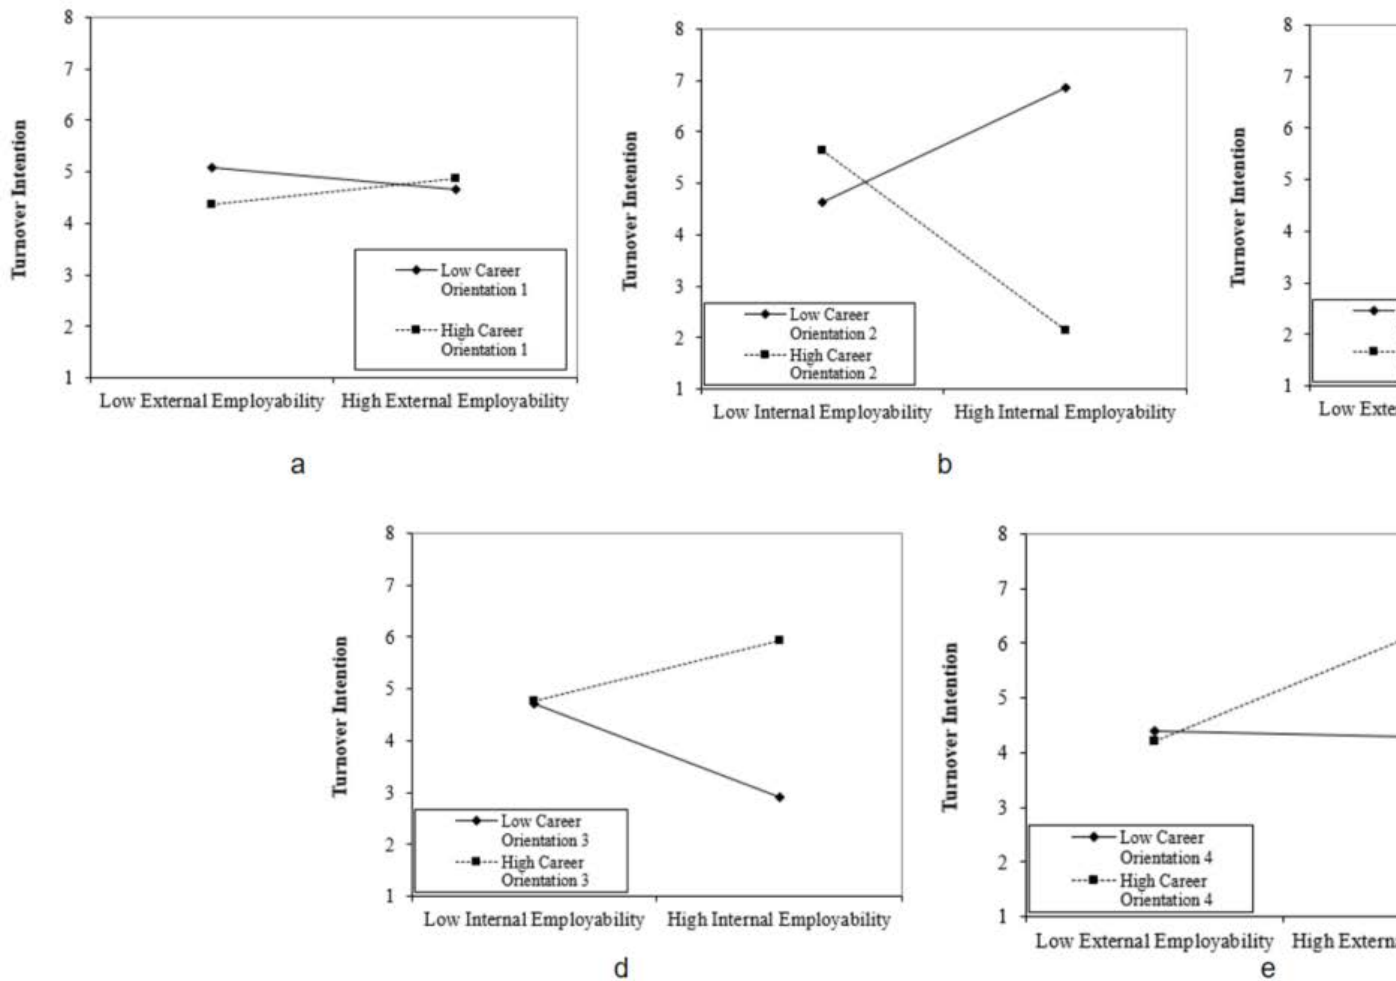 8
7
6
5
4
3
2
1
Turnover Intention
Low Career
Orientation 1
High Career
Orientation 1
Low External Employability
High External Employability
a
8
7
6
5
4
3
2
1
Turnover Intention
Low Career
Orientation 2
High Career
Orientation 2
Low Internal Employability
High Internal Employability
b
8
7
6
5
4
3
2
1
Turnover Intention
Low Exte
8
7
6
5
4
3
2
1
Turnover Intention
Low Career
Orientation 3
High Career
Orientation 3
Low Internal Employability
High Internal Employability
d
8
7
6
5
4
3
2
1
Turnover Intention
Low Career
Orientation 4
High Career
Orientation 4
Low External Employability
High Externa
e